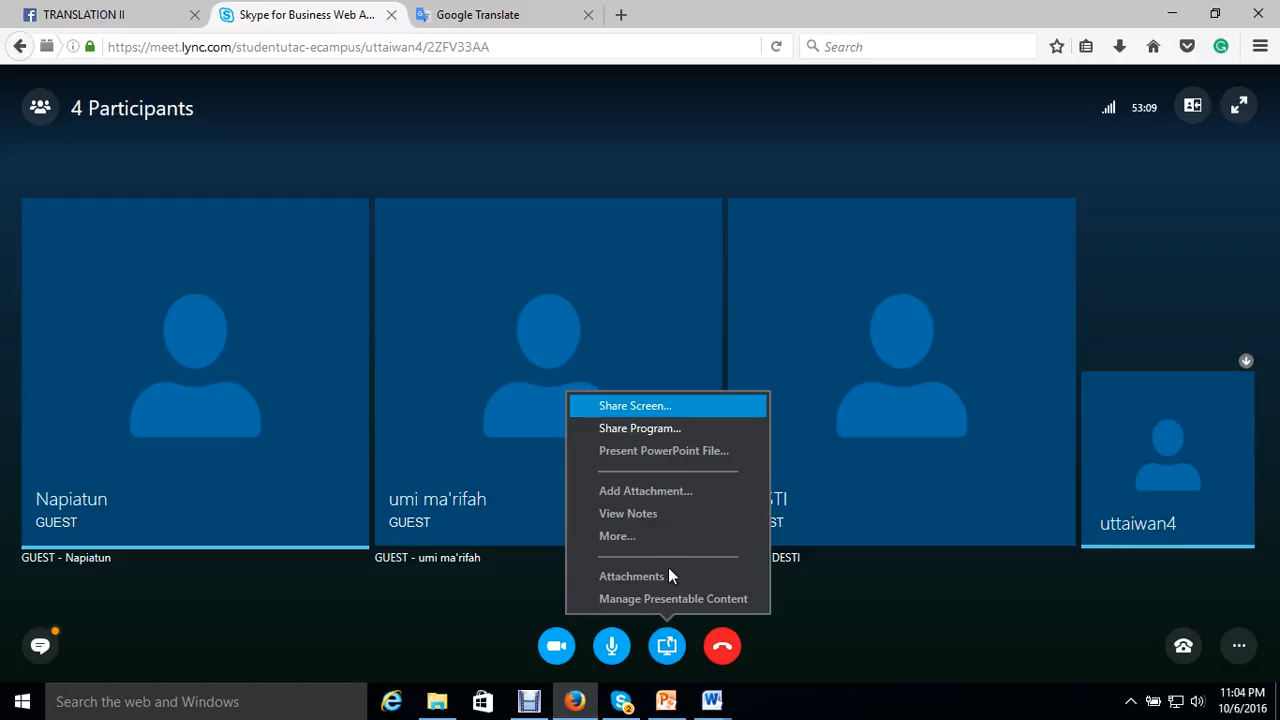 TRANSLATION II
Skype for Business Web A...
Google Translate
https://meet.lync.com/studentutac-ecampus/uttaiwan4/2ZFV33AA
Search
4 Participants
53:09
Share Screen...
Share Program...
Present PowerPoint File...
Add Attachment...
View Notes
More...
Attachments
Manage Presentable Content
Napiatun
GUEST
GUEST - Napiatun
umi ma'rifah
GUEST
GUEST - umi ma'rifah
STI
ST
DESTI
uttaiwan4
Search the web and Windows
2
11:04 PM
10/6/2016